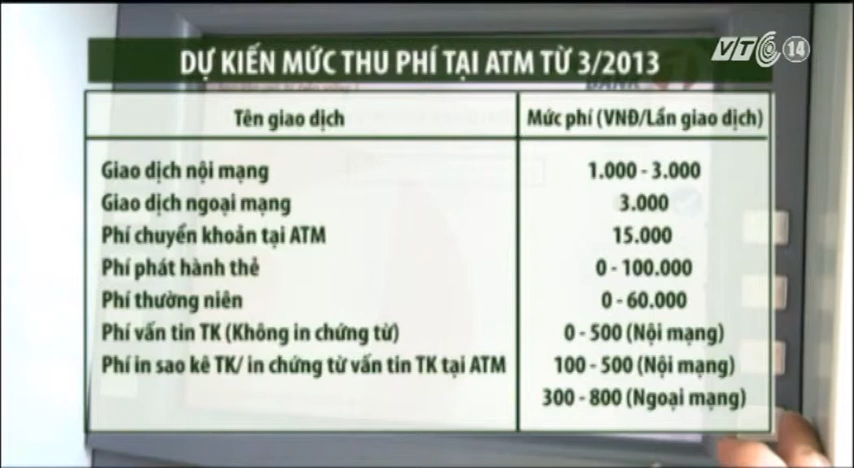 VTC 14
DỰ KIẾN MỨC THU PHÍ TẠI ATM TỪ 3/2013
BANK
Tên giao dịch Mức phí (VNĐ/Lần giao dịch)
Giao dịch nội mạng 1.000 - 3.000
Giao dịch ngoại mạng 3.000
Phí chuyển khoản tại ATM 15.000
Phí phát hành thẻ 0 - 100.000
Phí thường niên 0 - 60.000
Phí vấn tin TK (Không in chứng từ) 0 - 500 (Nội mạng)
Phí in sao kê TK/ in chứng từ vấn tin TK tại ATM 100 - 500 (Nội mạng)
300 - 800 (Ngoại mạng)